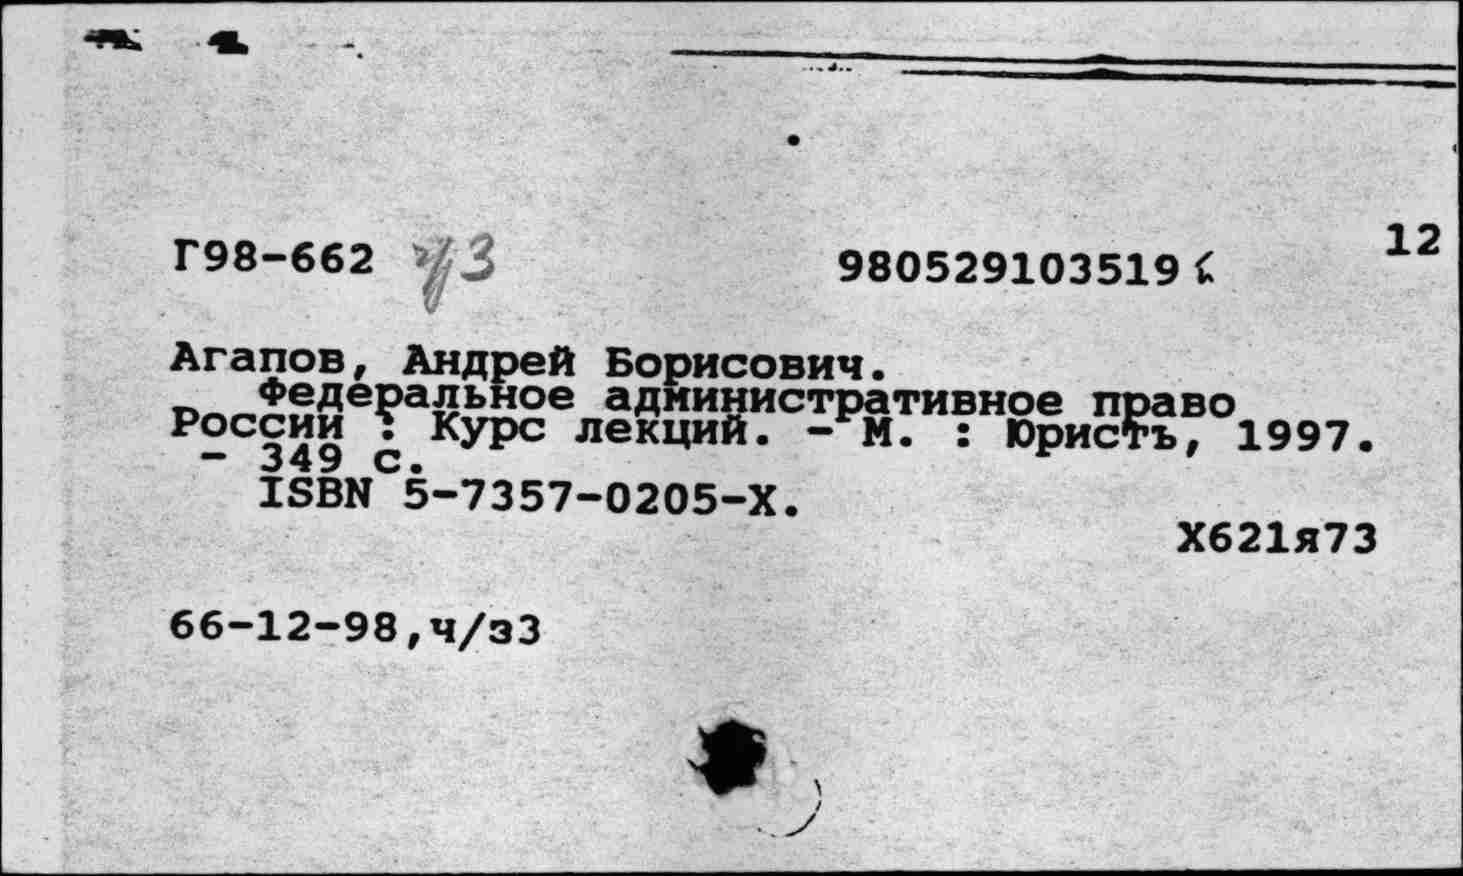 12
Г98-662 ч/3 980529103519
Агапов, Андрей Борисович.
Федеральное административное право
России : Курс лекций. - М. : Юристъ, 1997.
- 349 с.
ISBN 5-7357-0205-X.
Х621я73
66-12-98,ч/з3